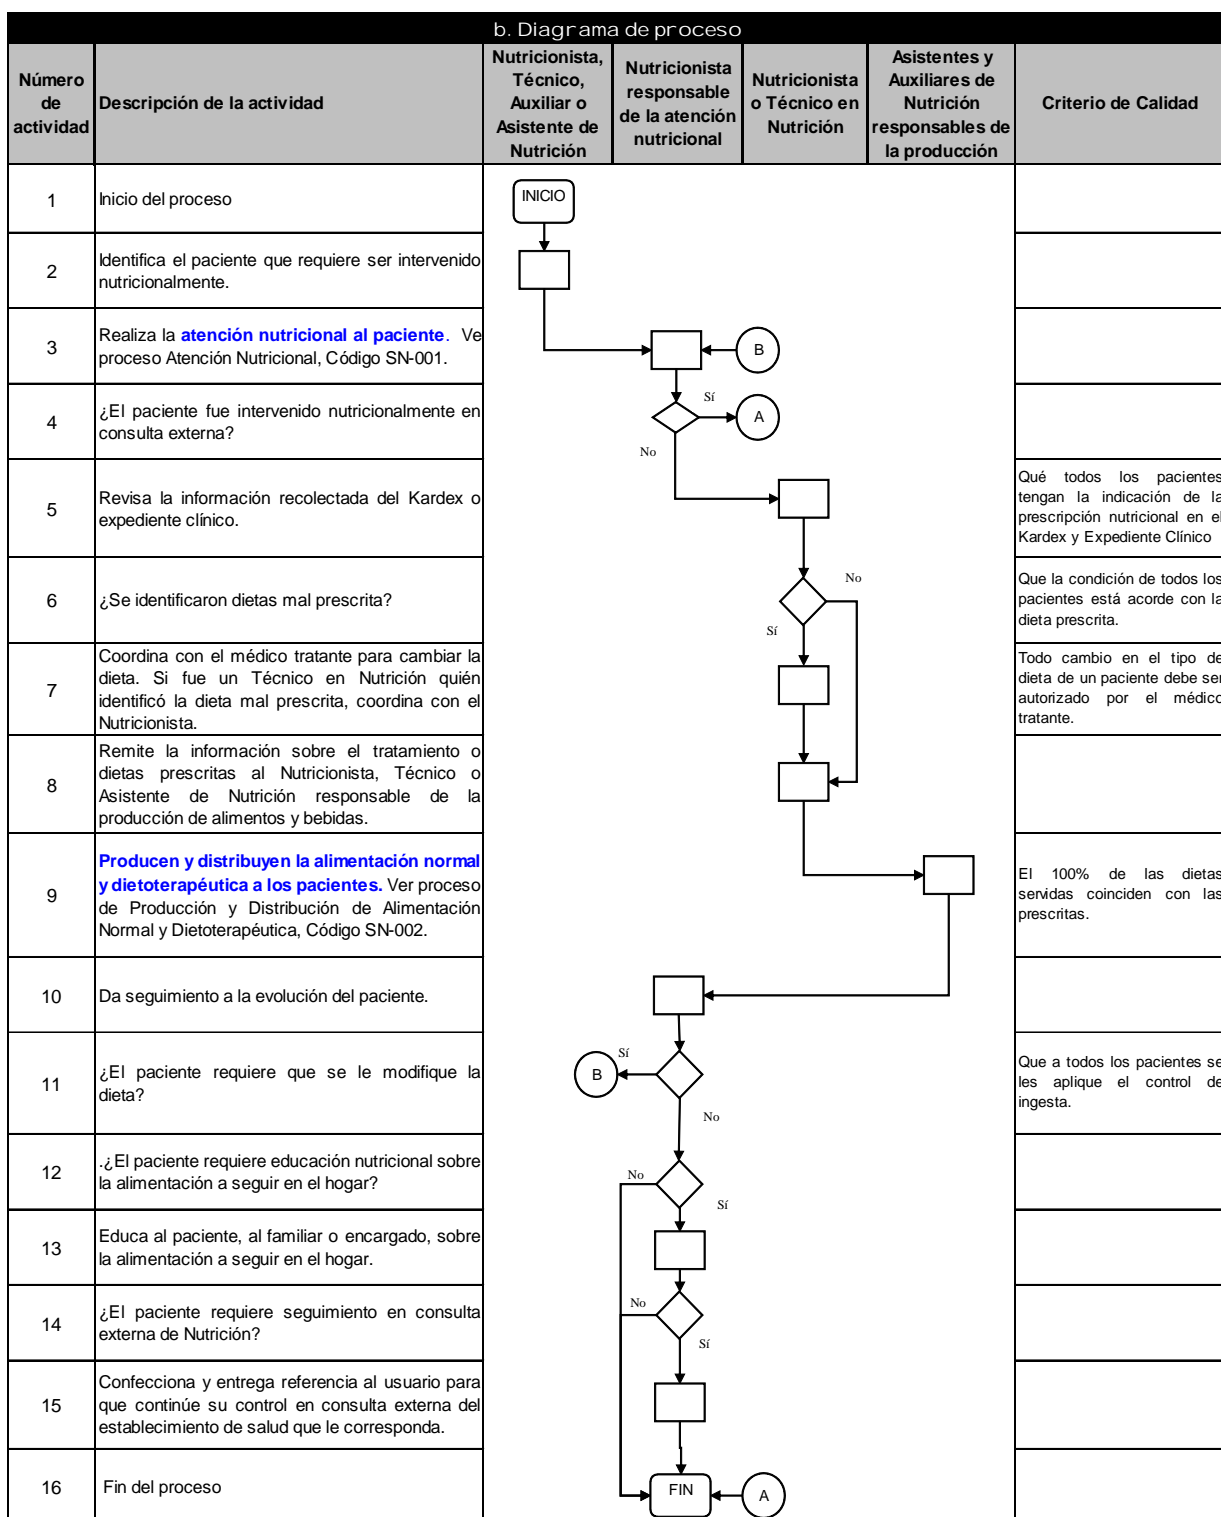 b. Diagrama de proceso
Número de actividad
Descripción de la actividad
Nutricionista, Técnico, Auxiliar o Asistente de Nutrición
Nutricionista responsable de la atención nutricional
Nutricionista o Técnico en Nutrición
Asistentes y Auxiliares de Nutrición responsables de la producción
Criterio de Calidad
1
Inicio del proceso
INICIO
2
Identifica el paciente que requiere ser intervenido
nutricionalmente.
3
Realiza la atención nutricional al paciente. Ve
proceso Atención Nutricional, Código SN-001.
B
4
¿El paciente fue intervenido nutricionalmente en
consulta externa?
Sí
A
No
5
Revisa la información recolectada del Kardex o
expediente clínico.
Qué todos los pacientes
tengan la indicación de la
prescripción nutricional en el
Kardex y Expediente Clínico
6
¿Se identificaron dietas mal prescrita?
No
Sí
Que la condición de todos los
pacientes está acorde con la
dieta prescrita.
7
Coordina con el médico tratante para cambiar la
dieta. Si fue un Técnico en Nutrición quién
identificó la dieta mal prescrita, coordina con el
Nutricionista.
Todo cambio en el tipo de
dieta de un paciente debe ser
autorizado por el médico
tratante.
8
Remite la información sobre el tratamiento o
dietas prescritas al Nutricionista, Técnico o
Asistente de Nutrición responsable de la
producción de alimentos y bebidas.
9
Producen y distribuyen la alimentación normal
y dietoterapéutica a los pacientes. Ver proceso
de Producción y Distribución de Alimentación
Normal y Dietoterapéutica, Código SN-002.
El 100% de las dietas
servidas coinciden con las
prescritas.
10
Da seguimiento a la evolución del paciente.
11
¿El paciente requiere que se le modifique la
dieta?
B
Sí
No
Que a todos los pacientes se
les aplique el control de
ingesta.
12
.¿El paciente requiere educación nutricional sobre
la alimentación a seguir en el hogar?
No
Sí
13
Educa al paciente, al familiar o encargado, sobre
la alimentación a seguir en el hogar.
14
¿El paciente requiere seguimiento en consulta
externa de Nutrición?
No
Sí
15
Confecciona y entrega referencia al usuario para
que continúe su control en consulta externa del
establecimiento de salud que le corresponda.
16
Fin del proceso
FIN
A